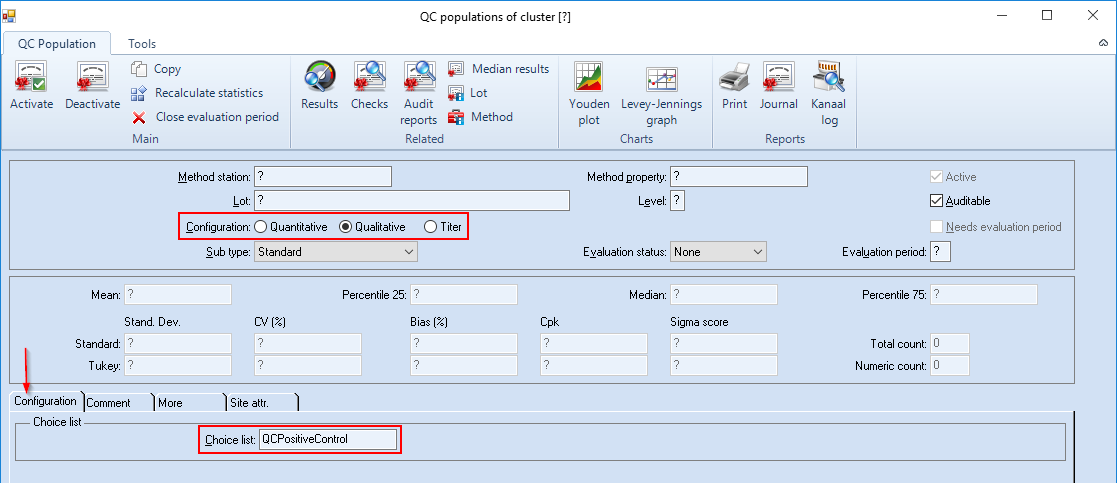 QC populations of cluster [?]
QC Population Tools
Copy
Recalculate statistics
Close evaluation period
Activate Deactivate
Main
Results Checks Audit reports
Median results
Lot
Method
Related
Youden plot Levey-Jennings graph
Charts
Print Journal Kanaal log
Reports
Method station: ? Method property: ? Active
Lot: ? Level: ? Auditable
Configuration: Quantitative Qualitative Titer Needs evaluation period
Sub type: Standard Evaluation status: None Evaluation period: ?
Mean: ? Percentile 25: ? Median: ? Percentile 75: ?
Stand. Dev. CV (%) Bias (%) Cpk Sigma score
Standard: ? ? ? ? ? Total count: 0
Tukey: ? ? ? ? ? Numeric count: 0
Configuration Comment More Site attr.
Choice list
Choice list: QCPositiveControl